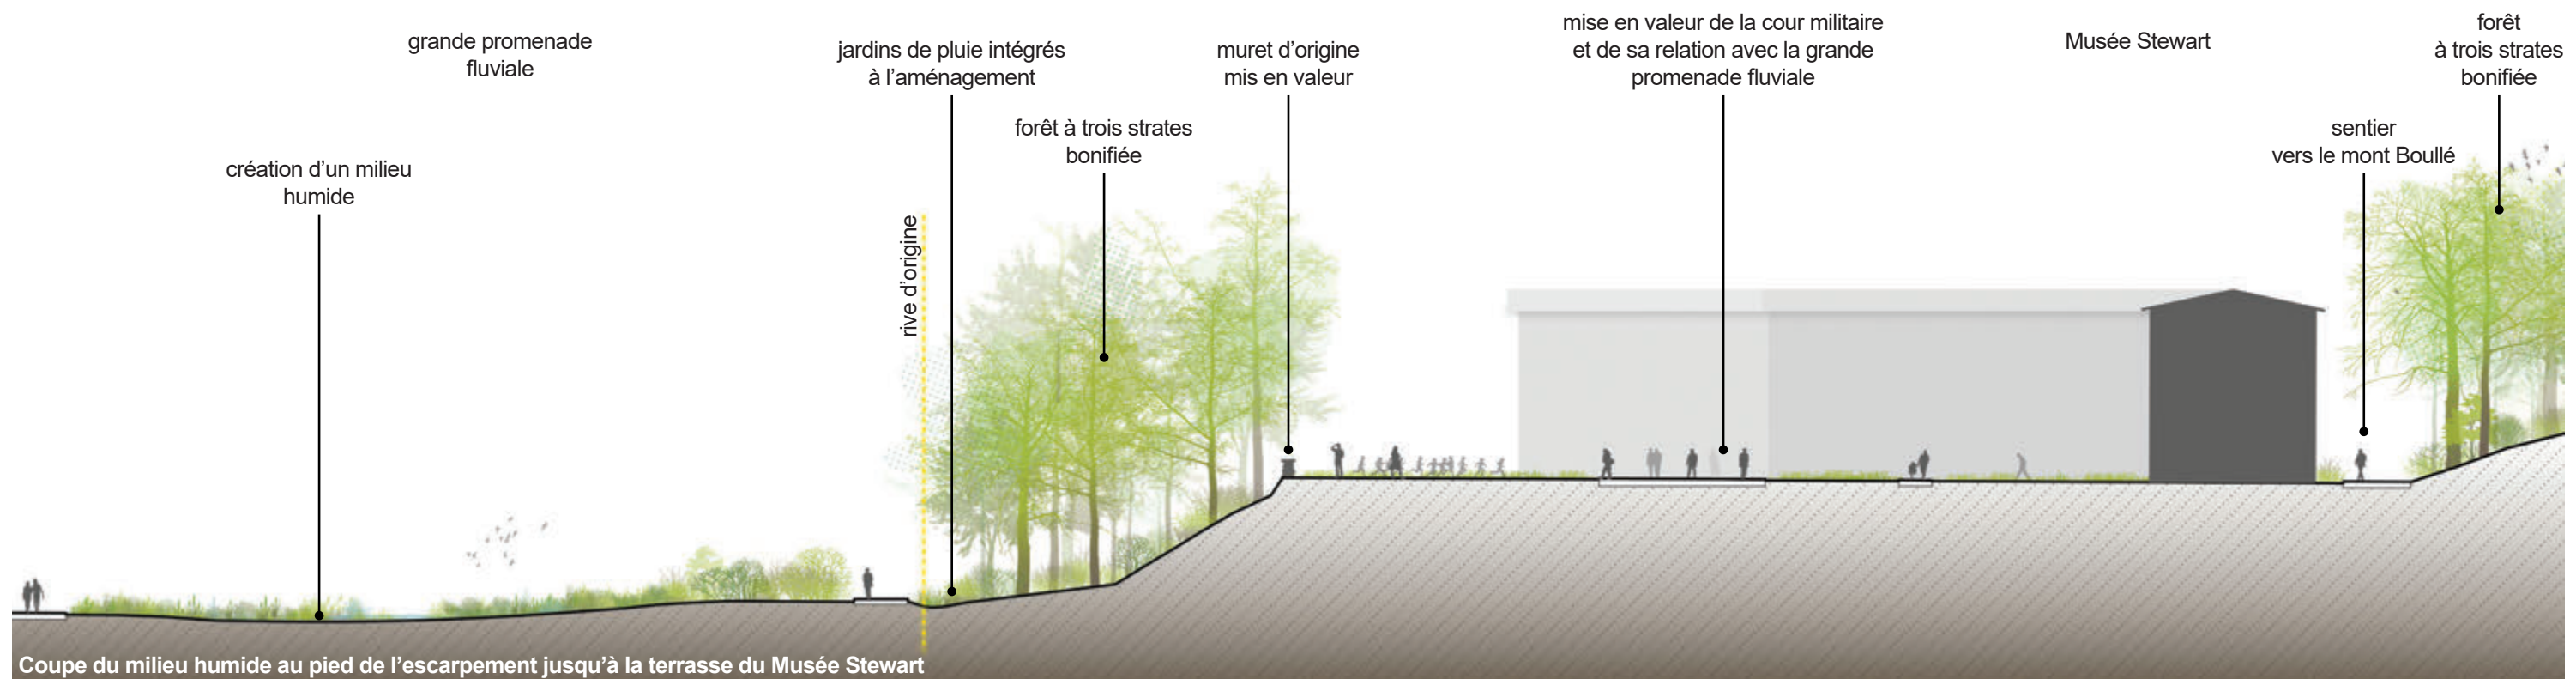 grande promenade
fluviale
création d'un milieu
humide
rive d'origine
jardins de pluie intégrés
à l'aménagement
forêt à trois strates
bonifiée
muret d'origine
mis en valeur
mise en valeur de la cour militaire
et de sa relation avec la grande
promenade fluviale
Musée Stewart
sentier
vers le mont Boullé
forêt
à trois strates
bonifiée
Coupe du milieu humide au pied de l'escarpement jusqu'à la terrasse du Musée Stewart